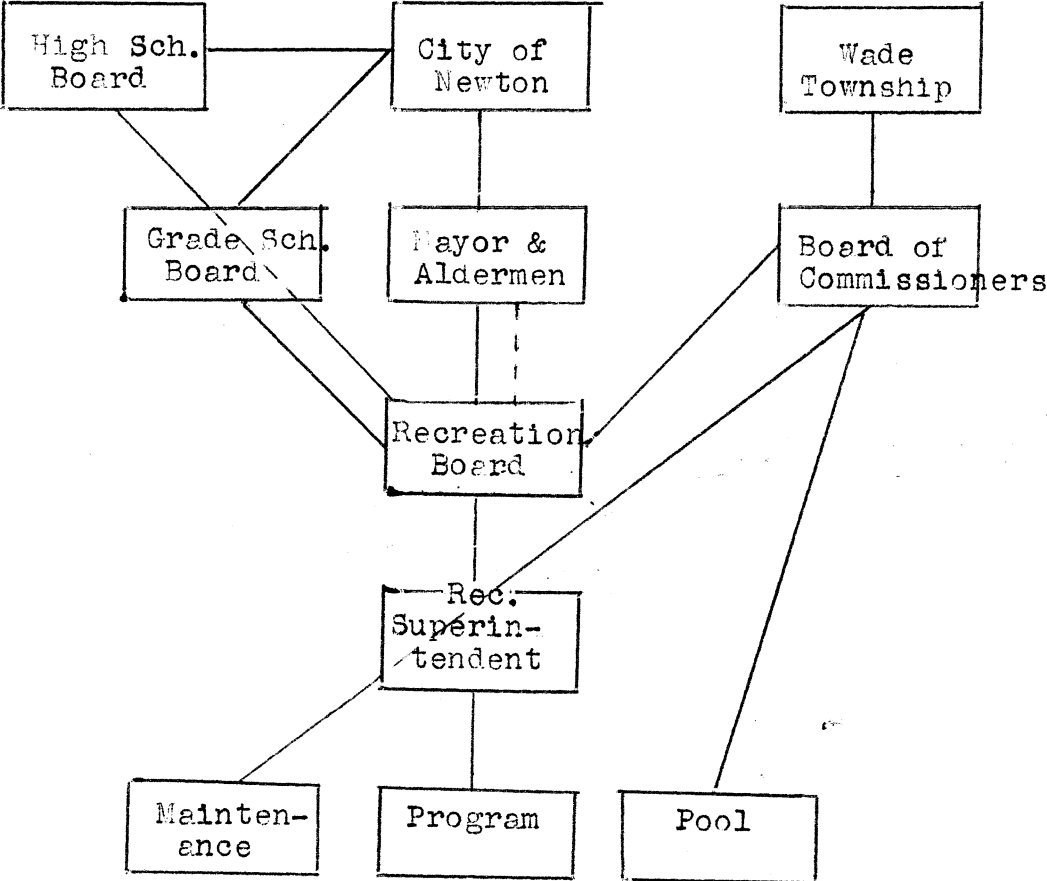 High Sch.
Board
City of
Newton
Wade
Township
Grade Sch.
Board
Mayor &
Aldermen
Board of
Commissioners
Recreation
Board
Rec.
Superin-
tendent
Mainten-
ance
Program
Pool